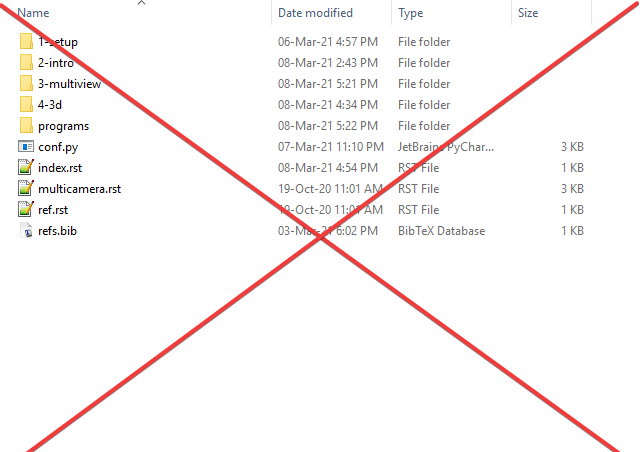 Name Date modified Type Size
1-setup 06-Mar-21 4:57 PM File folder
2-intro 08-Mar-21 2:43 PM File folder
3-multiview 08-Mar-21 5:21 PM File folder
4-3d 08-Mar-21 4:34 PM File folder
programs 08-Mar-21 5:22 PM File folder
conf.py 07-Mar-21 11:10 PM JetBrains PyChar... 3 KB
index.rst 08-Mar-21 4:54 PM RST File 1 KB
multicamera.rst 19-Oct-20 11:01 AM RST File 3 KB
ref.rst 19-Oct-20 11:01 AM RST File 1 KB
refs.bib 03-Mar-21 6:02 PM BibTeX Database 1 KB